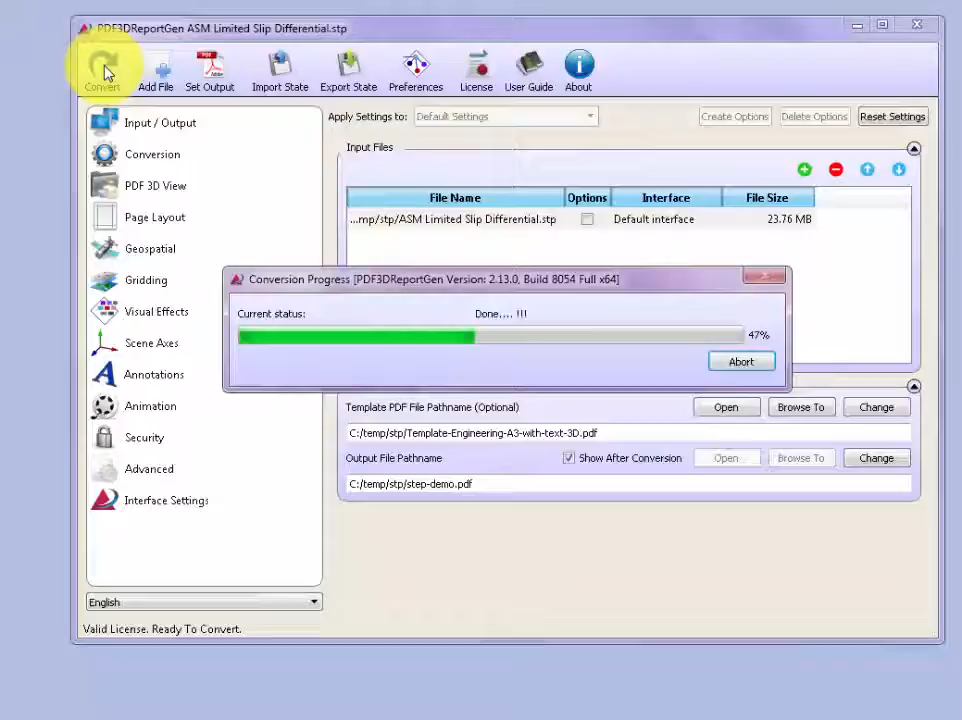 PDF3DReportGen ASM Limited Slip Differential.stp
Convert Add File Set Output Import State Export State Preferences License User Guide About
Input / Output
Conversion
PDF 3D View
Page Layout
Geospatial
Gridding
Visual Effects
Scene Axes
Annotations
Animation
Security
Advanced
Interface Settings
English
Valid License. Ready To Convert.
Apply Settings to: Default Settings Create Options Delete Options Reset Settings
Input Files
File Name Options Interface File Size
...mp/stp/ASM Limited Slip Differential.stp Default interface 23.76 MB
Conversion Progress [PDF3DReportGen Version: 2.13.0, Build 8054 Full x64]
Current status: Done.... !!!
47%
Abort
Template PDF File Pathname (Optional) Open Browse To Change
C:/temp/stp/Template-Engineering-A3-with-text-3D.pdf
Output File Pathname Show After Conversion Open Browse To Change
C:/temp/stp/step-demo.pdf